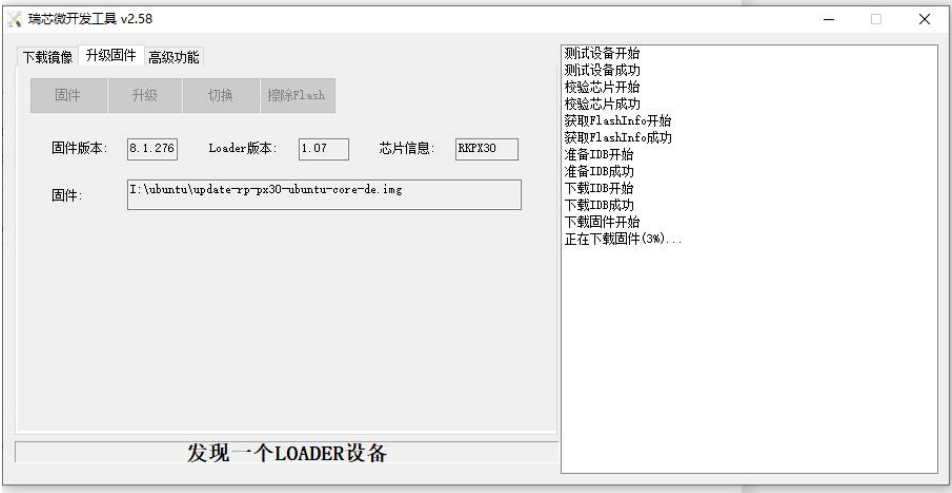 瑞芯微开发工具 v2.58
下载镜像 升级固件 高级功能
固件 升级 切换 擦除Flash
固件版本: 8.1.276 Loader版本: 1.07 芯片信息: RKPX30
固件: I:\ubuntu\update-rp-px30-ubuntu-core-de.img
发现一个LOADER设备
测试设备开始
测试设备成功
校验芯片开始
校验芯片成功
获取FlashInfo开始
获取FlashInfo成功
准备IDB开始
准备IDB成功
下载IDB开始
下载IDB成功
下载固件开始
正在下载固件(3%)...